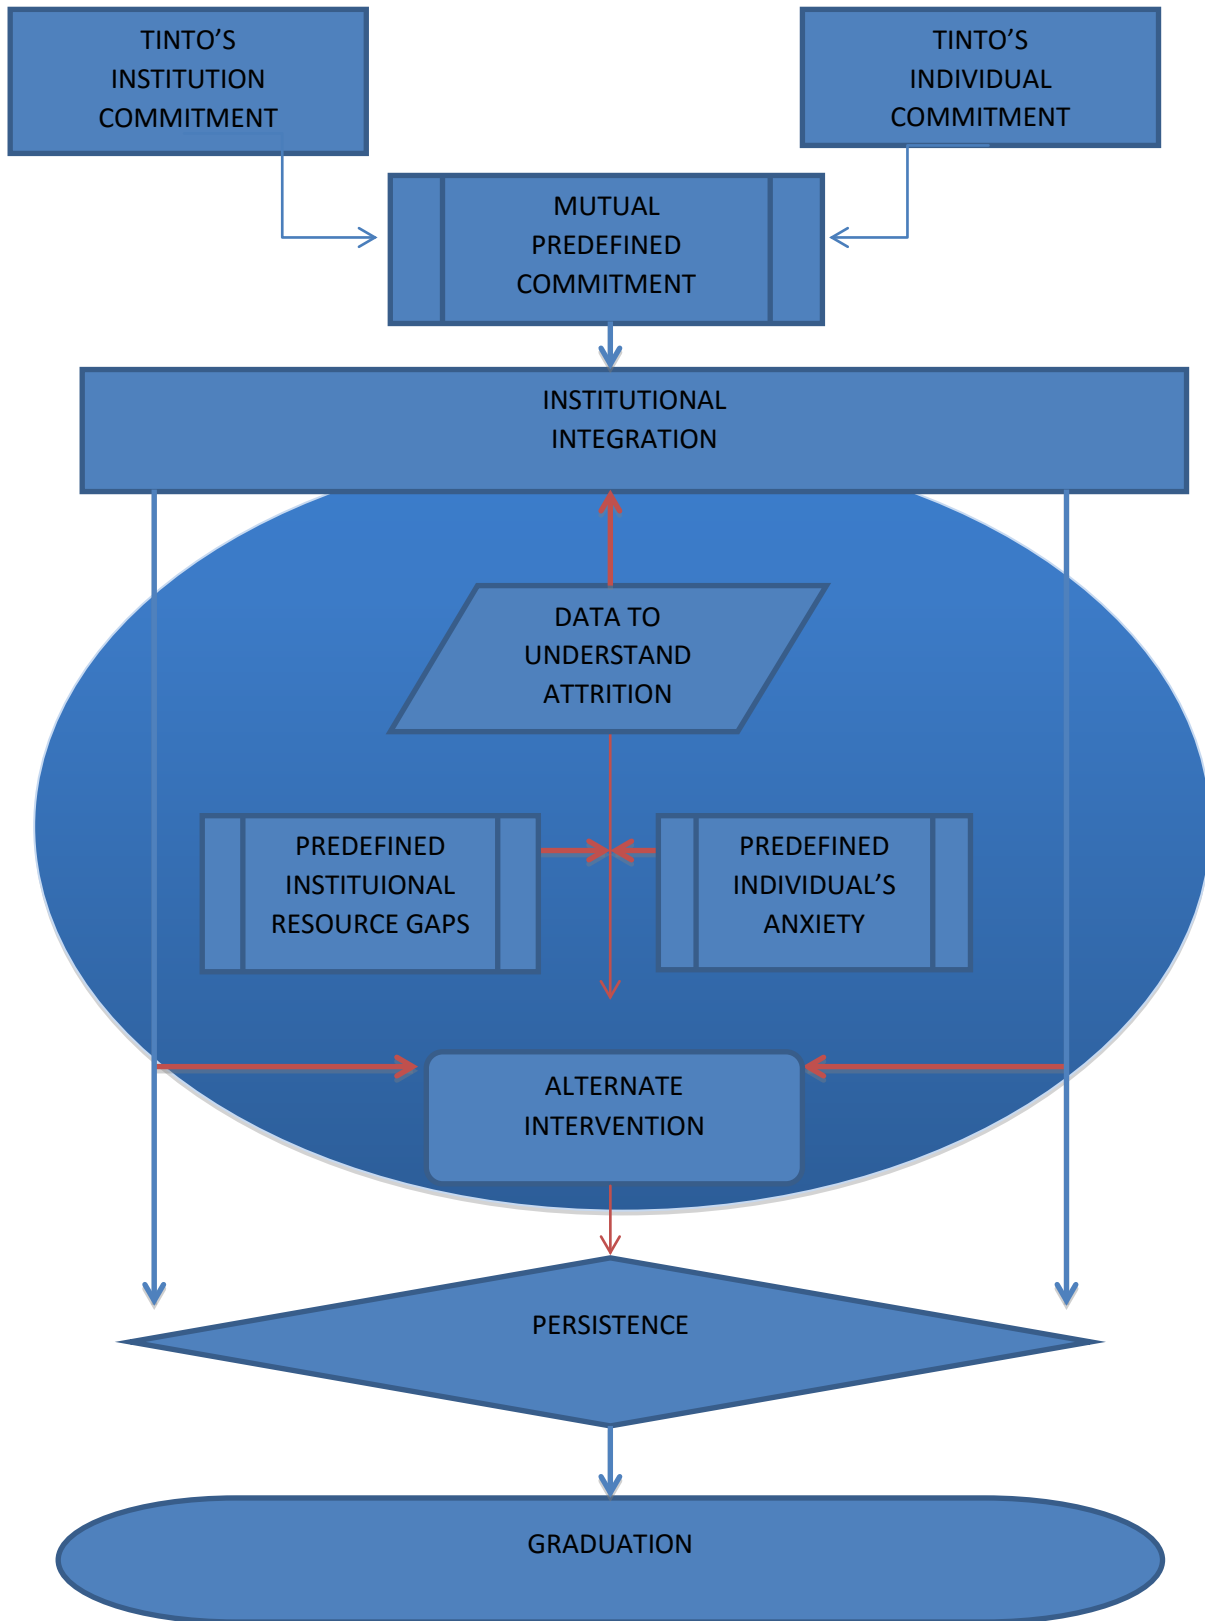 TINTO’S
INSTITUTION
COMMITMENT
TINTO’S
INDIVIDUAL
COMMITMENT
MUTUAL
PREDEFINED
COMMITMENT
INSTITUTIONAL
INTEGRATION
DATA TO
UNDERSTAND
ATTRITION
PREDEFINED
INSTITUIONAL
RESOURCE GAPS
PREDEFINED
INDIVIDUAL’S
ANXIETY
ALTERNATE
INTERVENTION
PERSISTENCE
GRADUATION